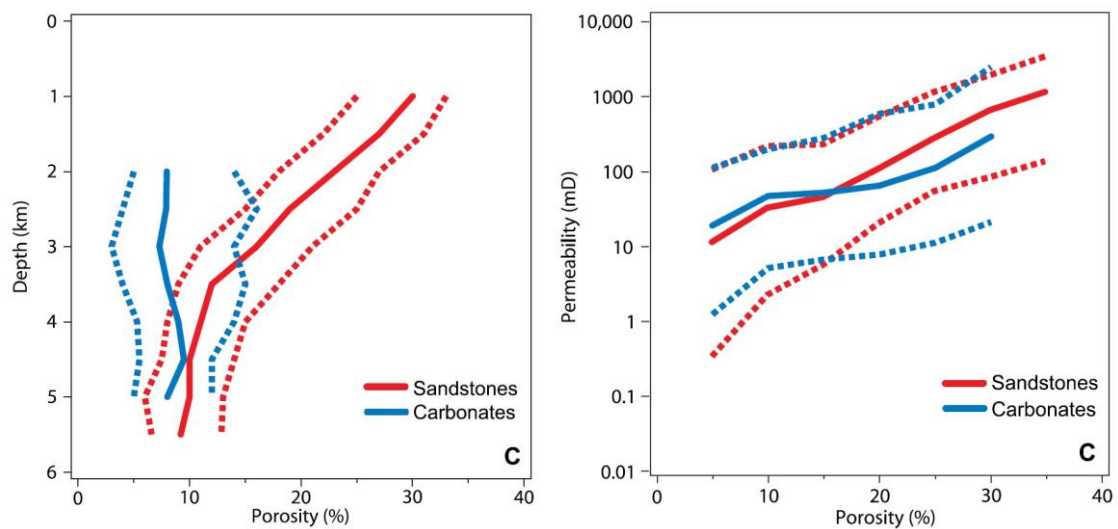 0
1
2
3
4
5
6
Depth (km)
0
10
20
30
40
Porosity (%)
Sandstones
Carbonates
C
10,000
1000
100
10
1
0.1
0.01
Permeability (mD)
0
10
20
30
40
Porosity (%)
Sandstones
Carbonates
C